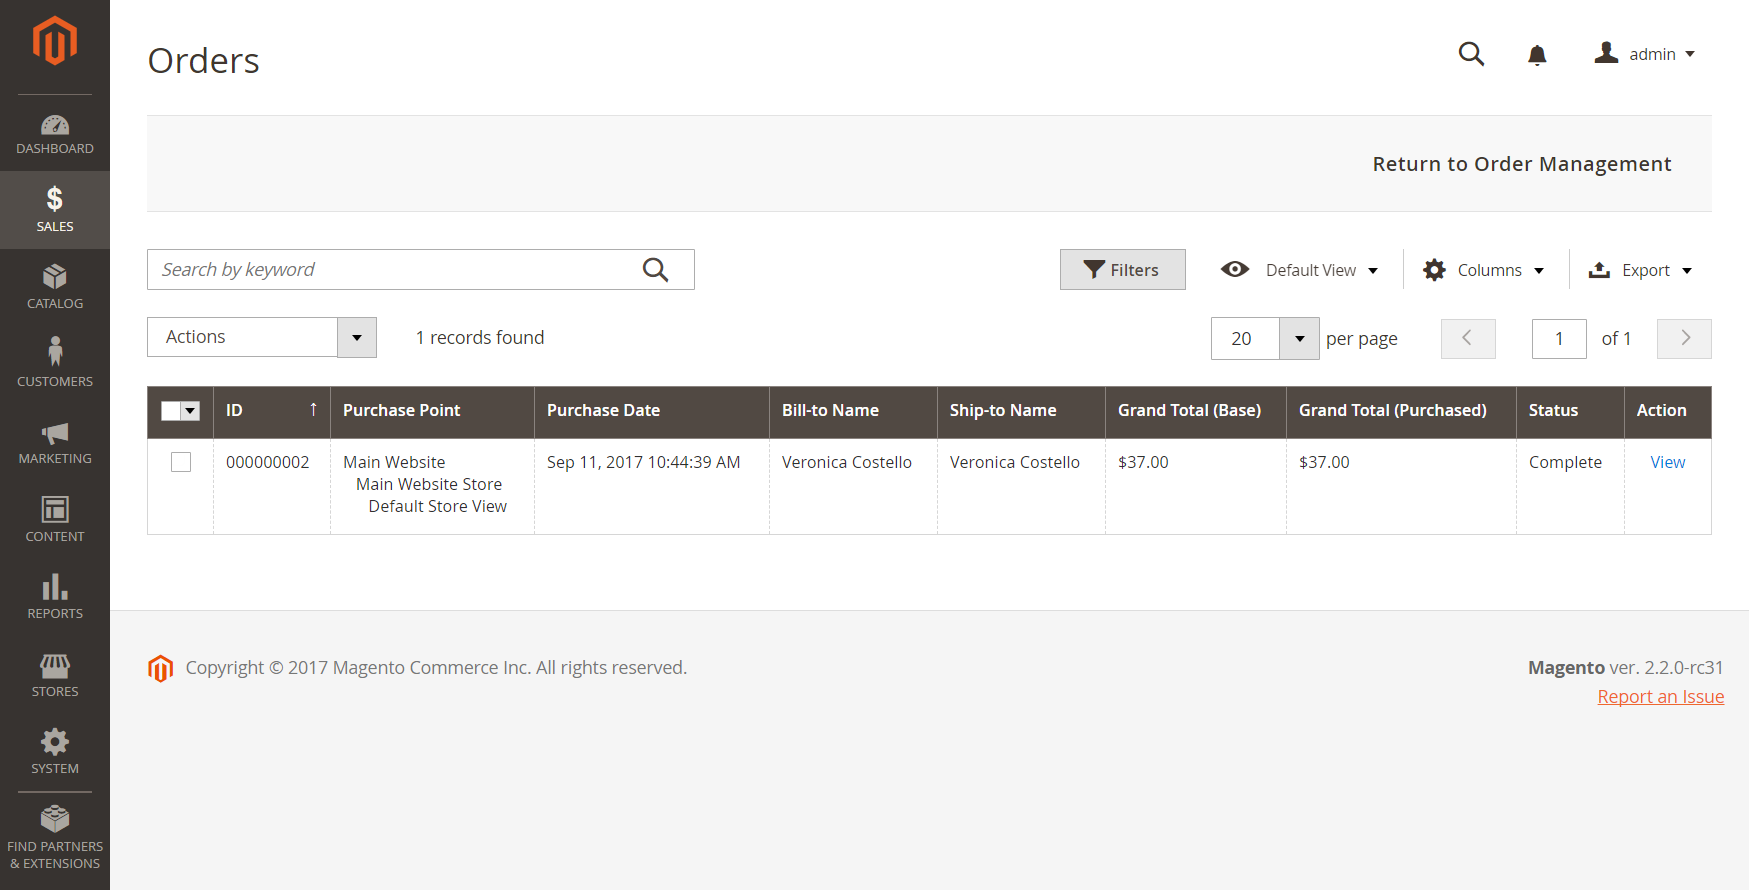 Orders
admin
DASHBOARD
SALES
CATALOG
CUSTOMERS
MARKETING
CONTENT
REPORTS
STORES
SYSTEM
FIND PARTNERS
& EXTENSIONS
Return to Order Management
Search by keyword
Filters
Default View
Columns
Export
Actions
1 records found
20
per page
1
of 1
ID ↑ Purchase Point Purchase Date Bill-to Name Ship-to Name Grand Total (Base) Grand Total (Purchased) Status Action
000000002 Main Website Sep 11, 2017 10:44:39 AM Veronica Costello Veronica Costello $37.00 $37.00 Complete View
Main Website Store
Default Store View
Copyright © 2017 Magento Commerce Inc. All rights reserved.
Magento ver. 2.2.0-rc31
Report an Issue